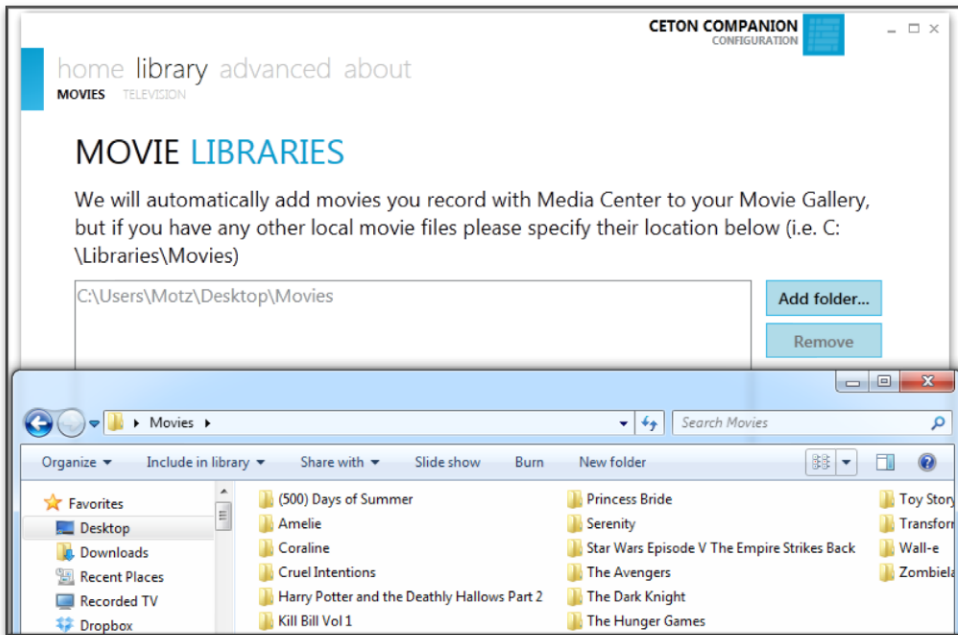 CETON COMPANION
CONFIGURATION
home library advanced about
MOVIES TELEVISION
MOVIE LIBRARIES
We will automatically add movies you record with Media Center to your Movie Gallery,
but if you have any other local movie files please specify their location below (i.e. C:
\Libraries\Movies)
C:\Users\Motz\Desktop\Movies
Add folder...
Remove
Movies
Search Movies
Organize Include in library Share with Slide show Burn New folder
Favorites
Desktop
Downloads
Recent Places
Recorded TV
Dropbox
(500) Days of Summer
Amelie
Coraline
Cruel Intentions
Harry Potter and the Deathly Hallows Part 2
Kill Bill Vol 1
Princess Bride
Serenity
Star Wars Episode V The Empire Strikes Back
The Avengers
The Dark Knight
The Hunger Games
Toy Story
Transform
Wall-e
Zombiela